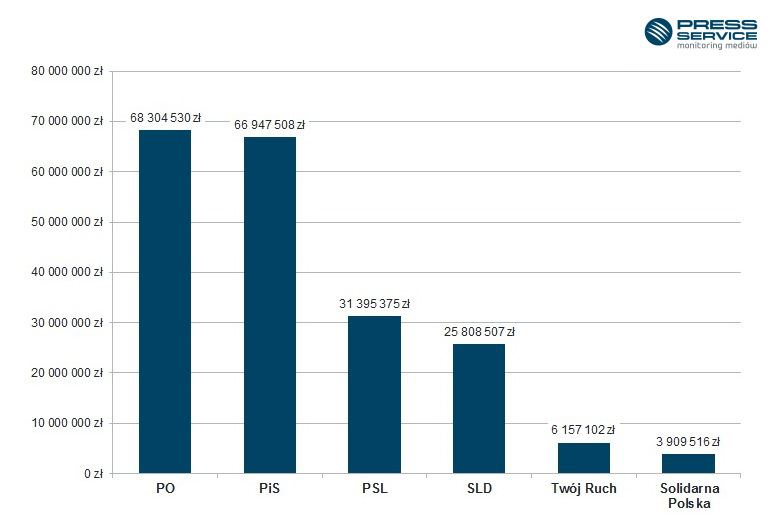 PRESS
SERVICE
monitoring mediów
80 000 000 zł
70 000 000 zł
60 000 000 zł
50 000 000 zł
40 000 000 zł
30 000 000 zł
20 000 000 zł
10 000 000 zł
0 zł
68 304 530 zł
66 947 508 zł
31 395 375 zł
25 808 507 zł
6 157 102 zł
3 909 516 zł
PO
PiS
PSL
SLD
Twój Ruch
Solidarna
Polska